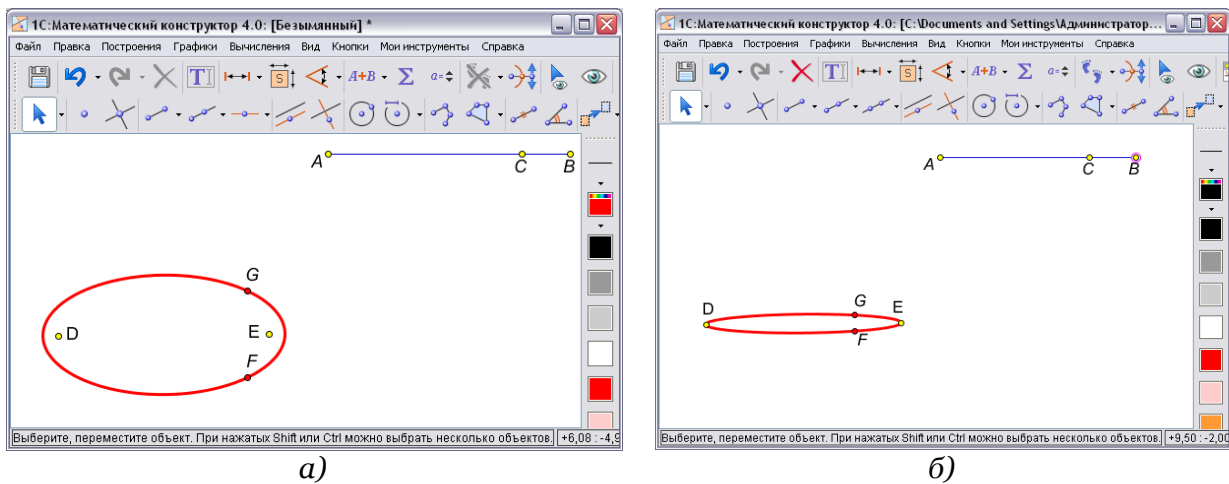 1С:Математический конструктор 4.0: [Безымянный] *
Файл Правка Построения Графики Вычисления Вид Кнопки Мои инструменты Справка
T A+B Σ a=
S
A C B
G
D E
F
Выберите, переместите объект. При нажатых Shift или Ctrl можно выбрать несколько объектов. +6,08 : -4,9
а)
1С:Математический конструктор 4.0: [C:\Documents and Settings\Администратор...
Файл Правка Построения Графики Вычисления Вид Кнопки Мои инструменты Справка
T A+B Σ a=
S
A C B
D G E
F
Выберите, переместите объект. При нажатых Shift или Ctrl можно выбрать несколько объектов. +9,50 : -2,00
б)